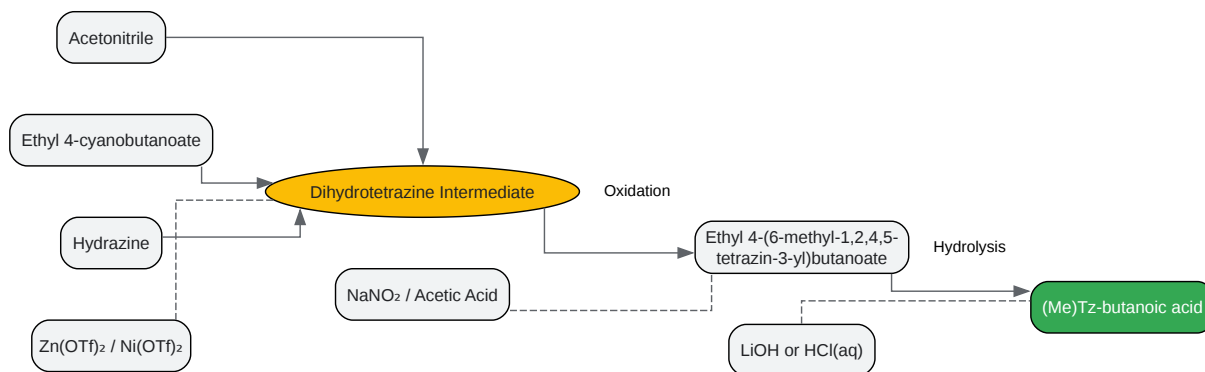 Acetonitrile
Ethyl 4-cyanobutanoate
Dihydrotetrazine Intermediate
Oxidation
Hydrazine
Ethyl 4-(6-methyl-1,2,4,5-
tetrazin-3-yl)butanoate
Hydrolysis
NaNO₂ / Acetic Acid
(Me)Tz-butanoic acid
Zn(OTf)₂ / Ni(OTf)₂
LiOH or HCl(aq)